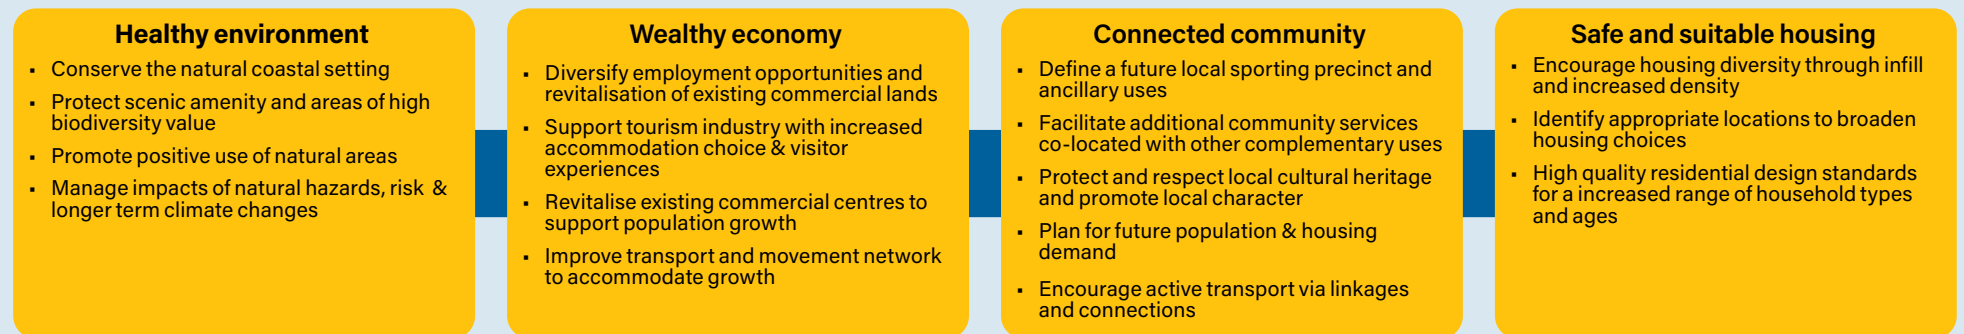 Healthy environment
▪ Conserve the natural coastal setting
▪ Protect scenic amenity and areas of high
biodiversity value
▪ Promote positive use of natural areas
▪ Manage impacts of natural hazards, risk &
longer term climate changes
Wealthy economy
▪ Diversify employment opportunities and
revitalisation of existing commercial lands
▪ Support tourism industry with increased
accommodation choice & visitor
experiences
▪ Revitalise existing commercial centres to
support population growth
▪ Improve transport and movement network
to accommodate growth
Connected community
▪ Define a future local sporting precinct and
ancillary uses
▪ Facilitate additional community services
co-located with other complementary uses
▪ Protect and respect local cultural heritage
and promote local character
▪ Plan for future population & housing
demand
▪ Encourage active transport via linkages
and connections
Safe and suitable housing
▪ Encourage housing diversity through infill
and increased density
▪ Identify appropriate locations to broaden
housing choices
▪ High quality residential design standards
for a increased range of household types
and ages